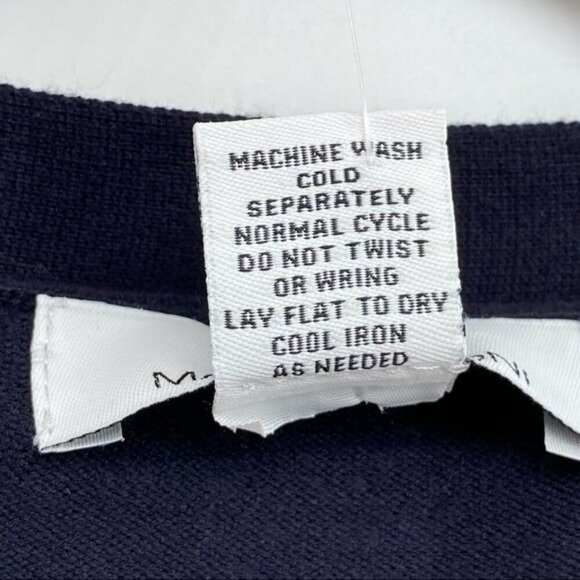 MACHINE WASH
COLD
SEPARATELY
NORMAL CYCLE
DO NOT TWIST
OR WRING
LAY FLAT TO DRY
COOL IRON
AS NEEDED